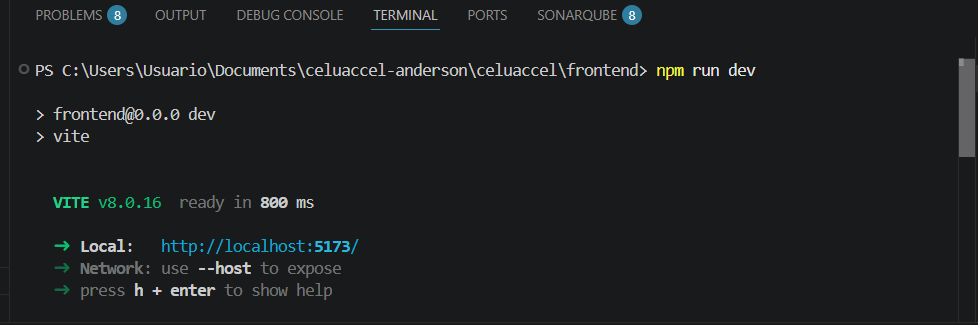 PROBLEMS 8 OUTPUT DEBUG CONSOLE TERMINAL PORTS SONARQUBE 8
PS C:\Users\Usuario\Documents\celuaccel-anderson\celuaccel\frontend> npm run dev
> frontend@0.0.0 dev
> vite
VITE v8.0.16 ready in 800 ms
➜ Local: http://localhost:5173/
➜ Network: use --host to expose
➜ press h + enter to show help